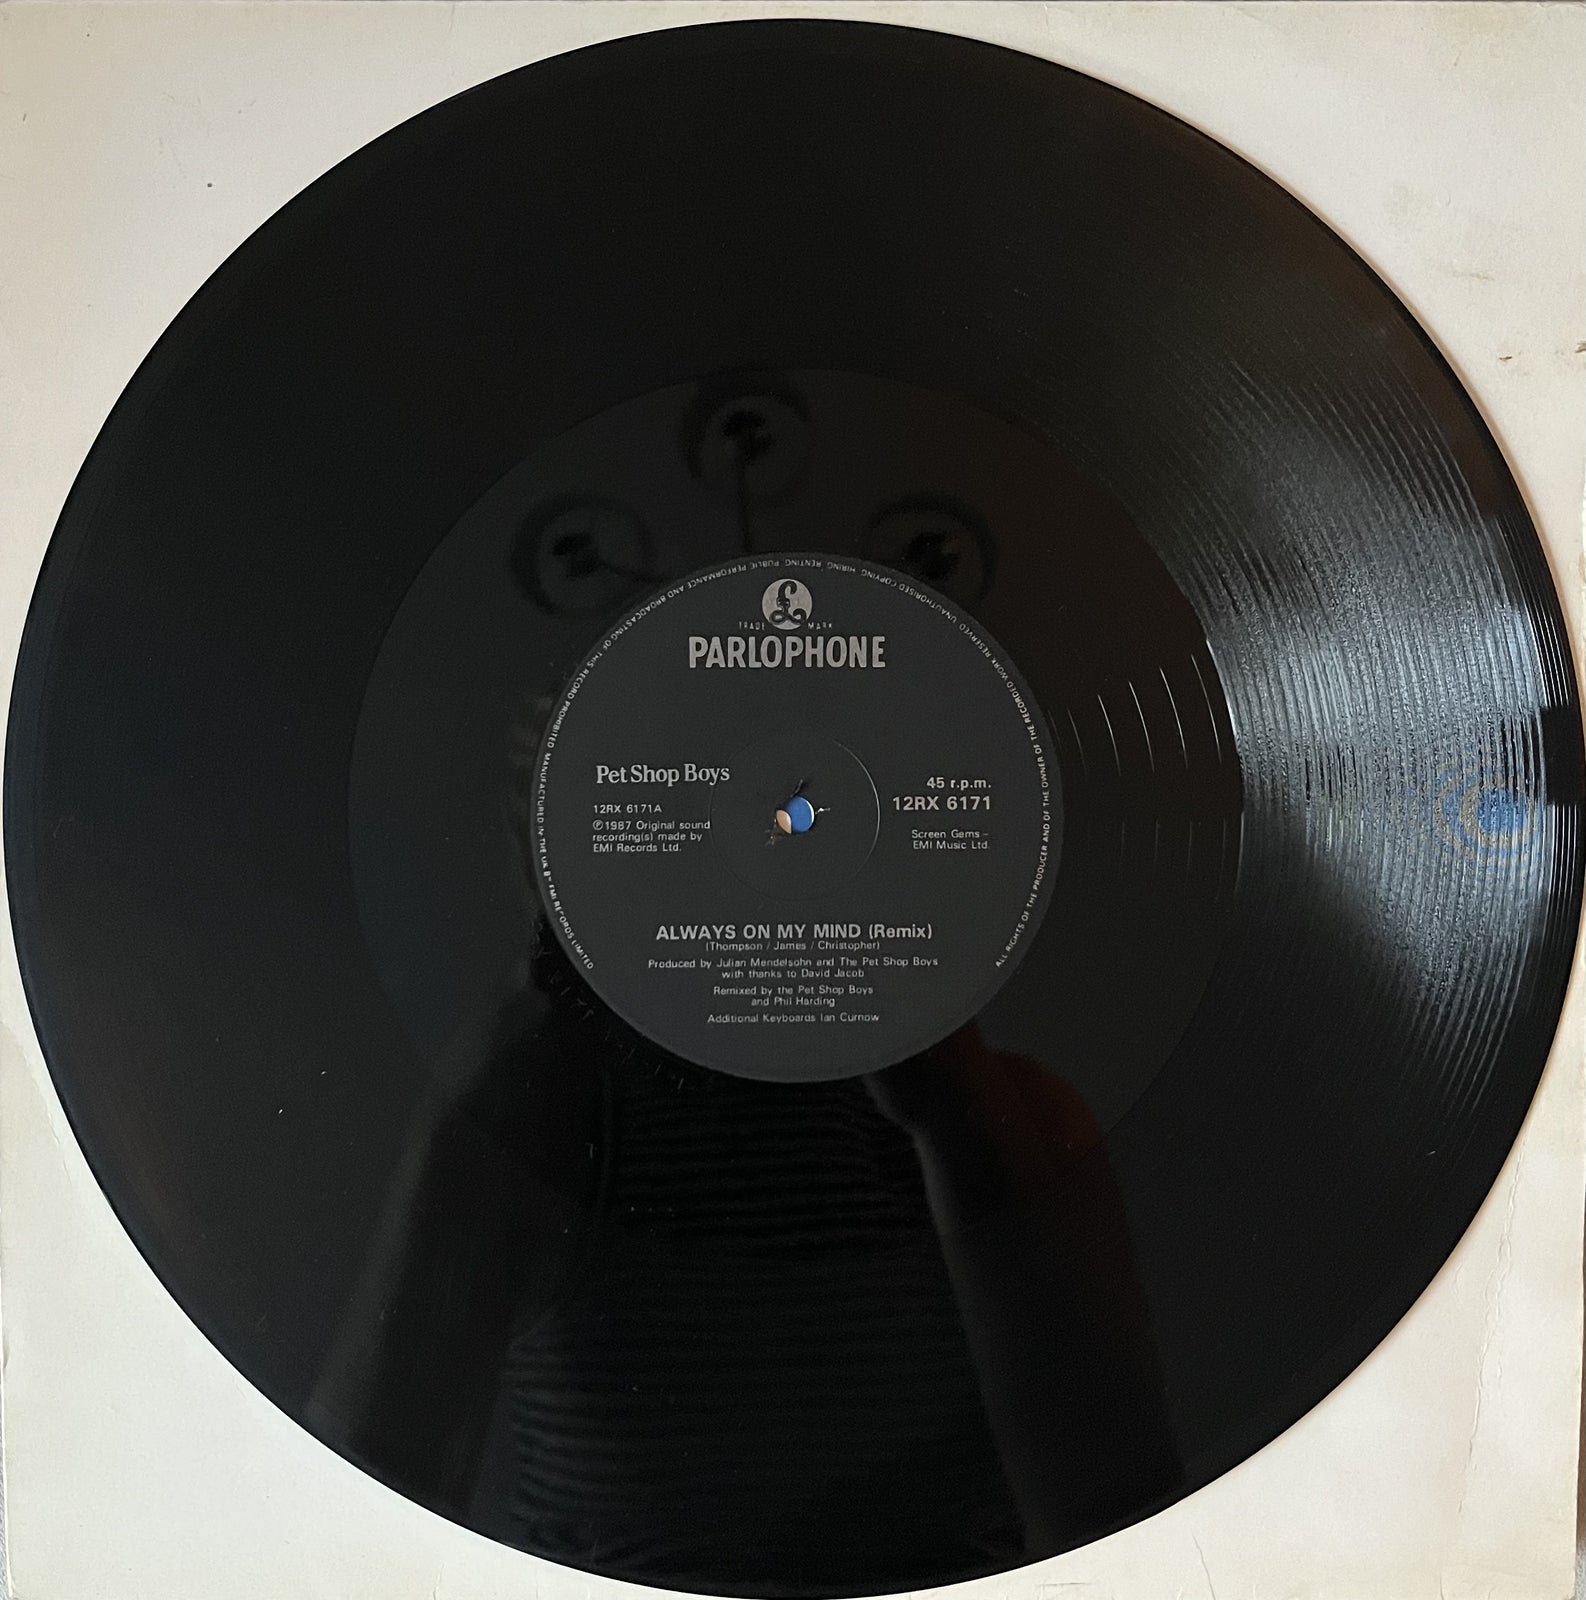 £
TRADE MARK
PARLOPHONE
Pet Shop Boys
12RX 6171A
℗1987 Original sound
recording(s) made by
EMI Records Ltd.
45 r.p.m.
12RX 6171
Screen Gems –
EMI Music Ltd.
ALWAYS ON MY MIND (Remix)
(Thompson / James / Christopher)
Produced by Julian Mendelsohn and The Pet Shop Boys
with thanks to David Jacob
Remixed by the Pet Shop Boys
and Phil Harding
Additional Keyboards Ian Curnow
ALL RIGHTS OF THE PRODUCER AND OF THE OWNER OF THE RECORDED WORK RESERVED UNAUTHORISED COPYING HIRING RENTING PUBLIC PERFORMANCE AND BROADCASTING OF THIS RECORD PROHIBITED MANUFACTURED IN THE U.K. BY EMI RECORDS LIMITED